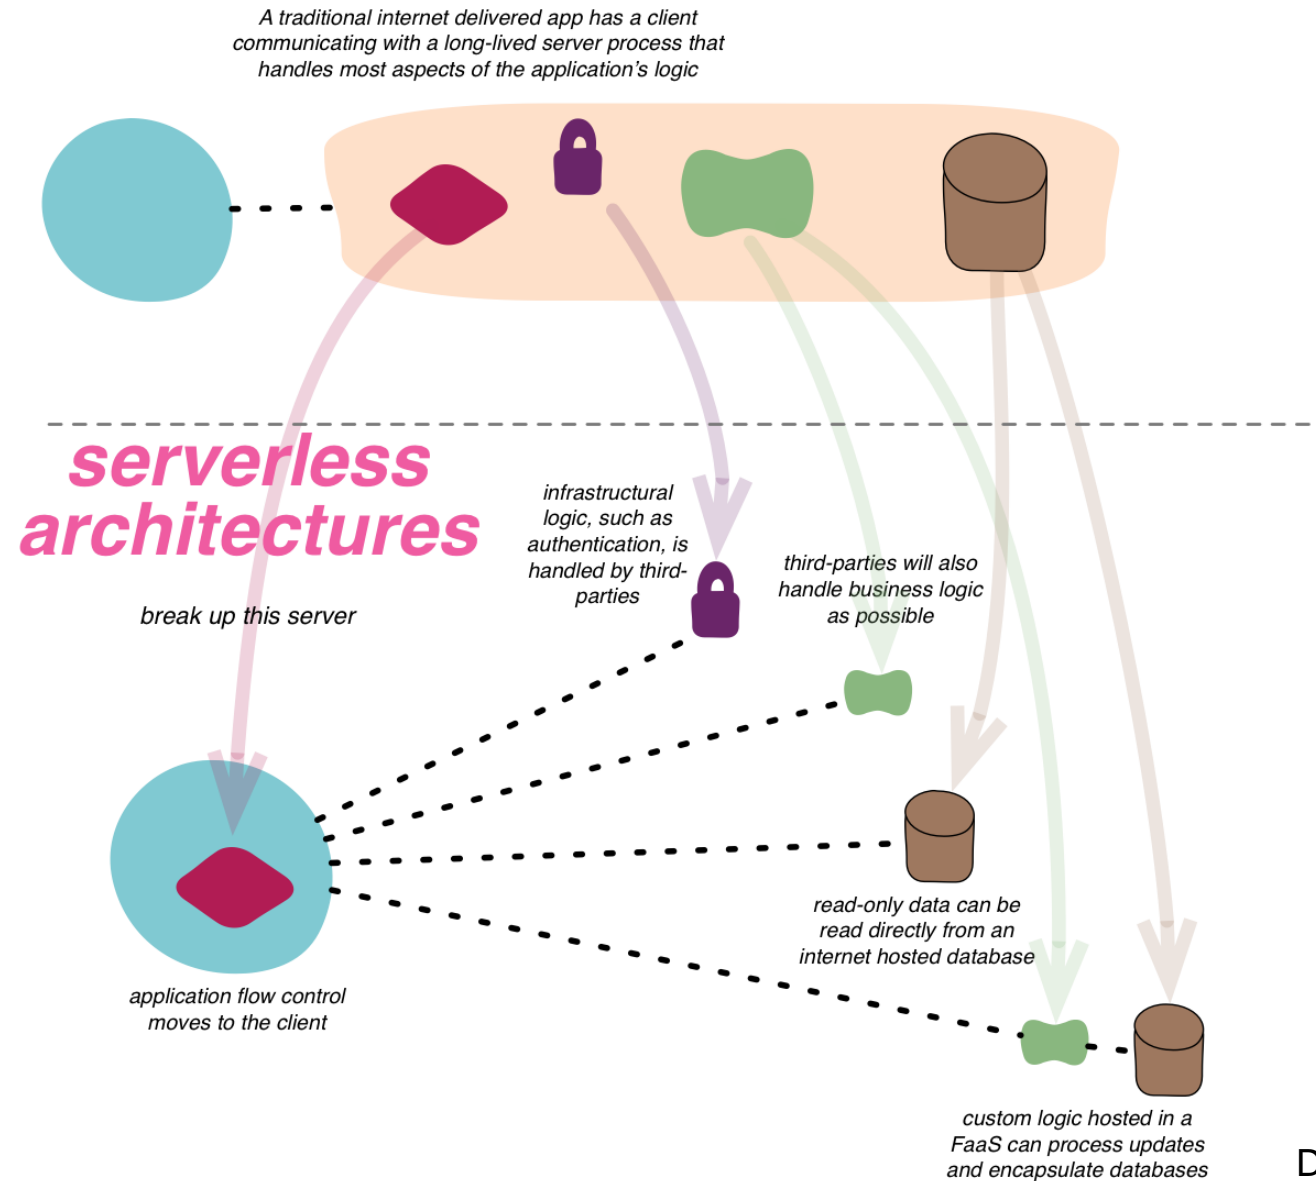 A traditional internet delivered app has a client
communicating with a long-lived server process that
handles most aspects of the application's logic
serverless
architectures
break up this server
infrastructural
logic, such as
authentication, is
handled by third-
parties
third-parties will also
handle business logic
as possible
read-only data can be
read directly from an
internet hosted database
application flow control
moves to the client
custom logic hosted in a
FaaS can process updates
and encapsulate databases
D